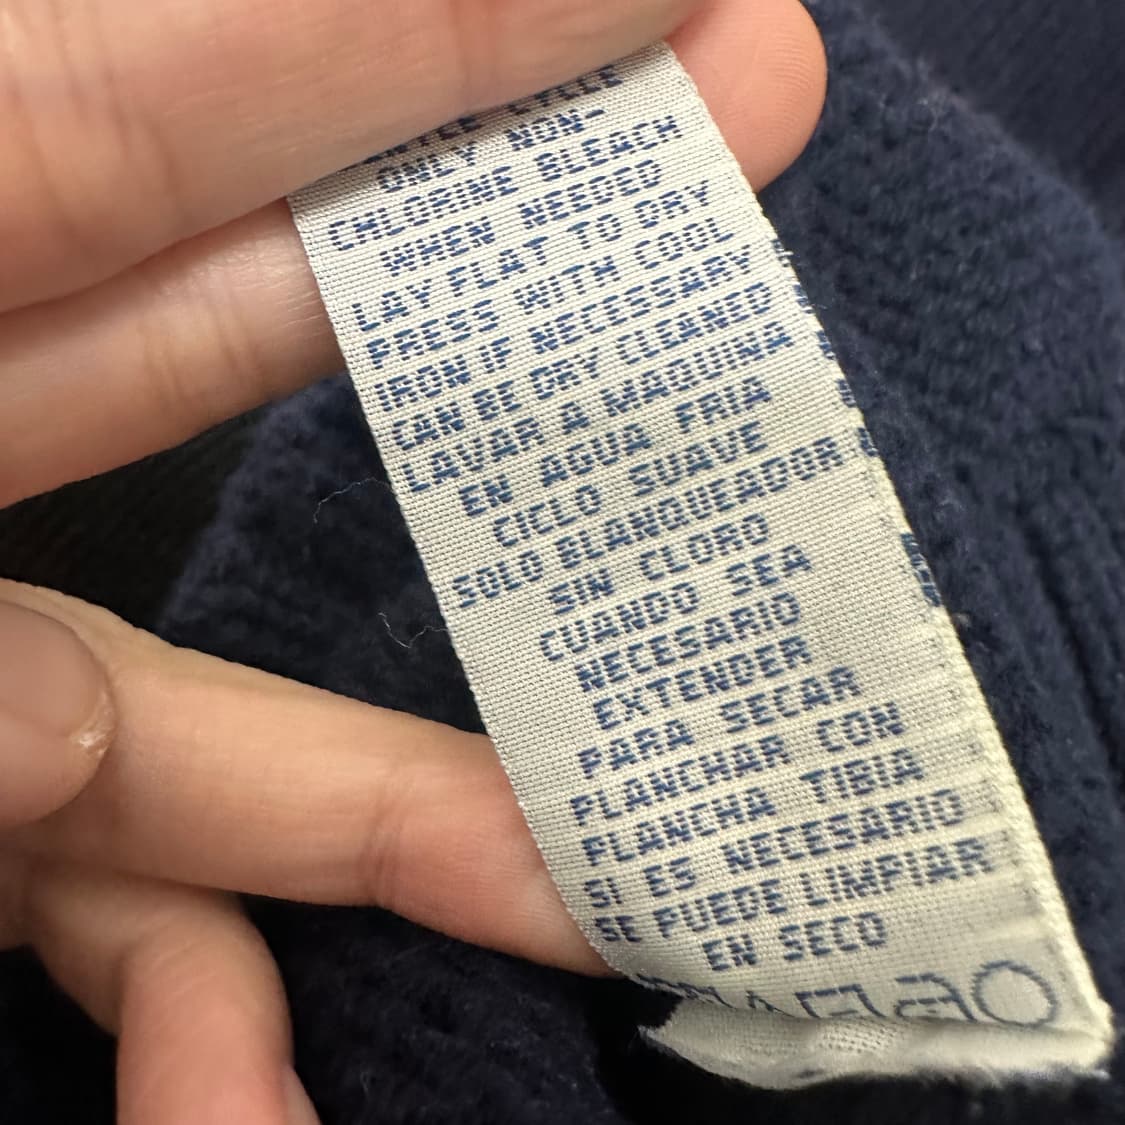 ONLY NON-
CHLORINE BLEACH
WHEN NEEDED
LAY FLAT TO DRY
PRESS WITH COOL
IRON IF NECESSARY
CAN BE DRY CLEANED
LAVAR A MAQUINA
EN AGUA FRIA
CICLO SUAVE
SOLO BLANQUEADOR
SIN CLORO
CUANDO SEA
NECESARIO
EXTENDER
PARA SECAR
PLANCHAR CON
PLANCHA TIBIA
SI ES NECESARIO
SE PUEDE LIMPIAR
EN SECO